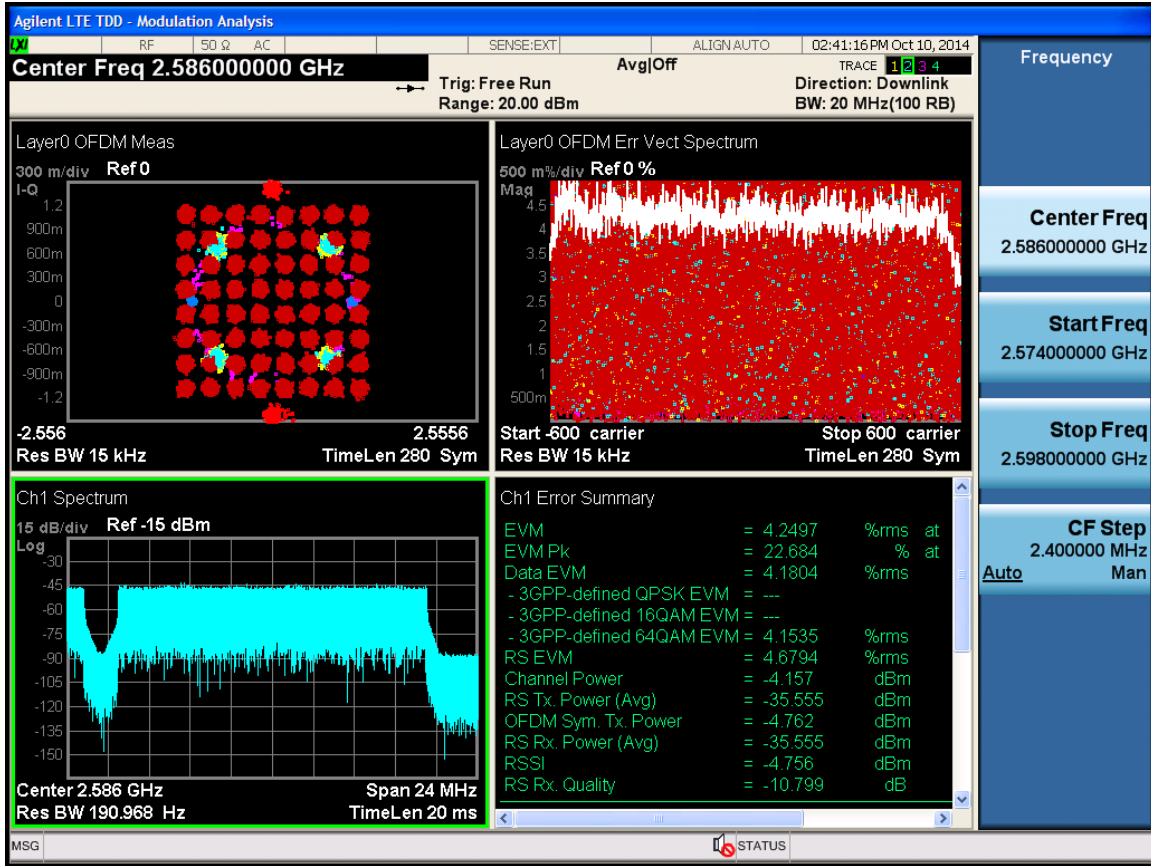 Agilent LTE TDD - Modulation Analysis
LXI RF 50 Ω AC SENSE:EXT ALIGN AUTO 02:41:16 PM Oct 10, 2014
Center Freq 2.586000000 GHz
Avg|Off
TRACE 1 2 3 4
Trig: Free Run
Direction: Downlink
Range: 20.00 dBm
BW: 20 MHz(100 RB)
Layer0 OFDM Meas
300 m/div Ref 0
I-Q
1.2
900m
600m
300m
0
-300m
-600m
-900m
-1.2
-2.556 2.5556
Res BW 15 kHz TimeLen 280 Sym
Layer0 OFDM Err Vect Spectrum
500 m%/div Ref 0 %
Mag
4.5
4
3.5
3
2.5
2
1.5
1
500m
Start -600 carrier Stop 600 carrier
Res BW 15 kHz TimeLen 280 Sym
Ch1 Spectrum
15 dB/div Ref -15 dBm
Log
-30
-45
-60
-75
-90
-105
-120
-135
-150
Center 2.586 GHz Span 24 MHz
Res BW 190.968 Hz TimeLen 20 ms
Ch1 Error Summary
EVM = 4.2497 %rms at
EVM Pk = 22.684 % at
Data EVM = 4.1804 %rms
- 3GPP-defined QPSK EVM = ---
- 3GPP-defined 16QAM EVM = ---
- 3GPP-defined 64QAM EVM = 4.1535 %rms
RS EVM = 4.6794 %rms
Channel Power = -4.157 dBm
RS Tx. Power (Avg) = -35.555 dBm
OFDM Sym. Tx. Power = -4.762 dBm
RS Rx. Power (Avg) = -35.555 dBm
RSSI = -4.756 dBm
RS Rx. Quality = -10.799 dB
Frequency
Center Freq
2.586000000 GHz
Start Freq
2.574000000 GHz
Stop Freq
2.598000000 GHz
CF Step
2.400000 MHz
Auto Man
MSG STATUS